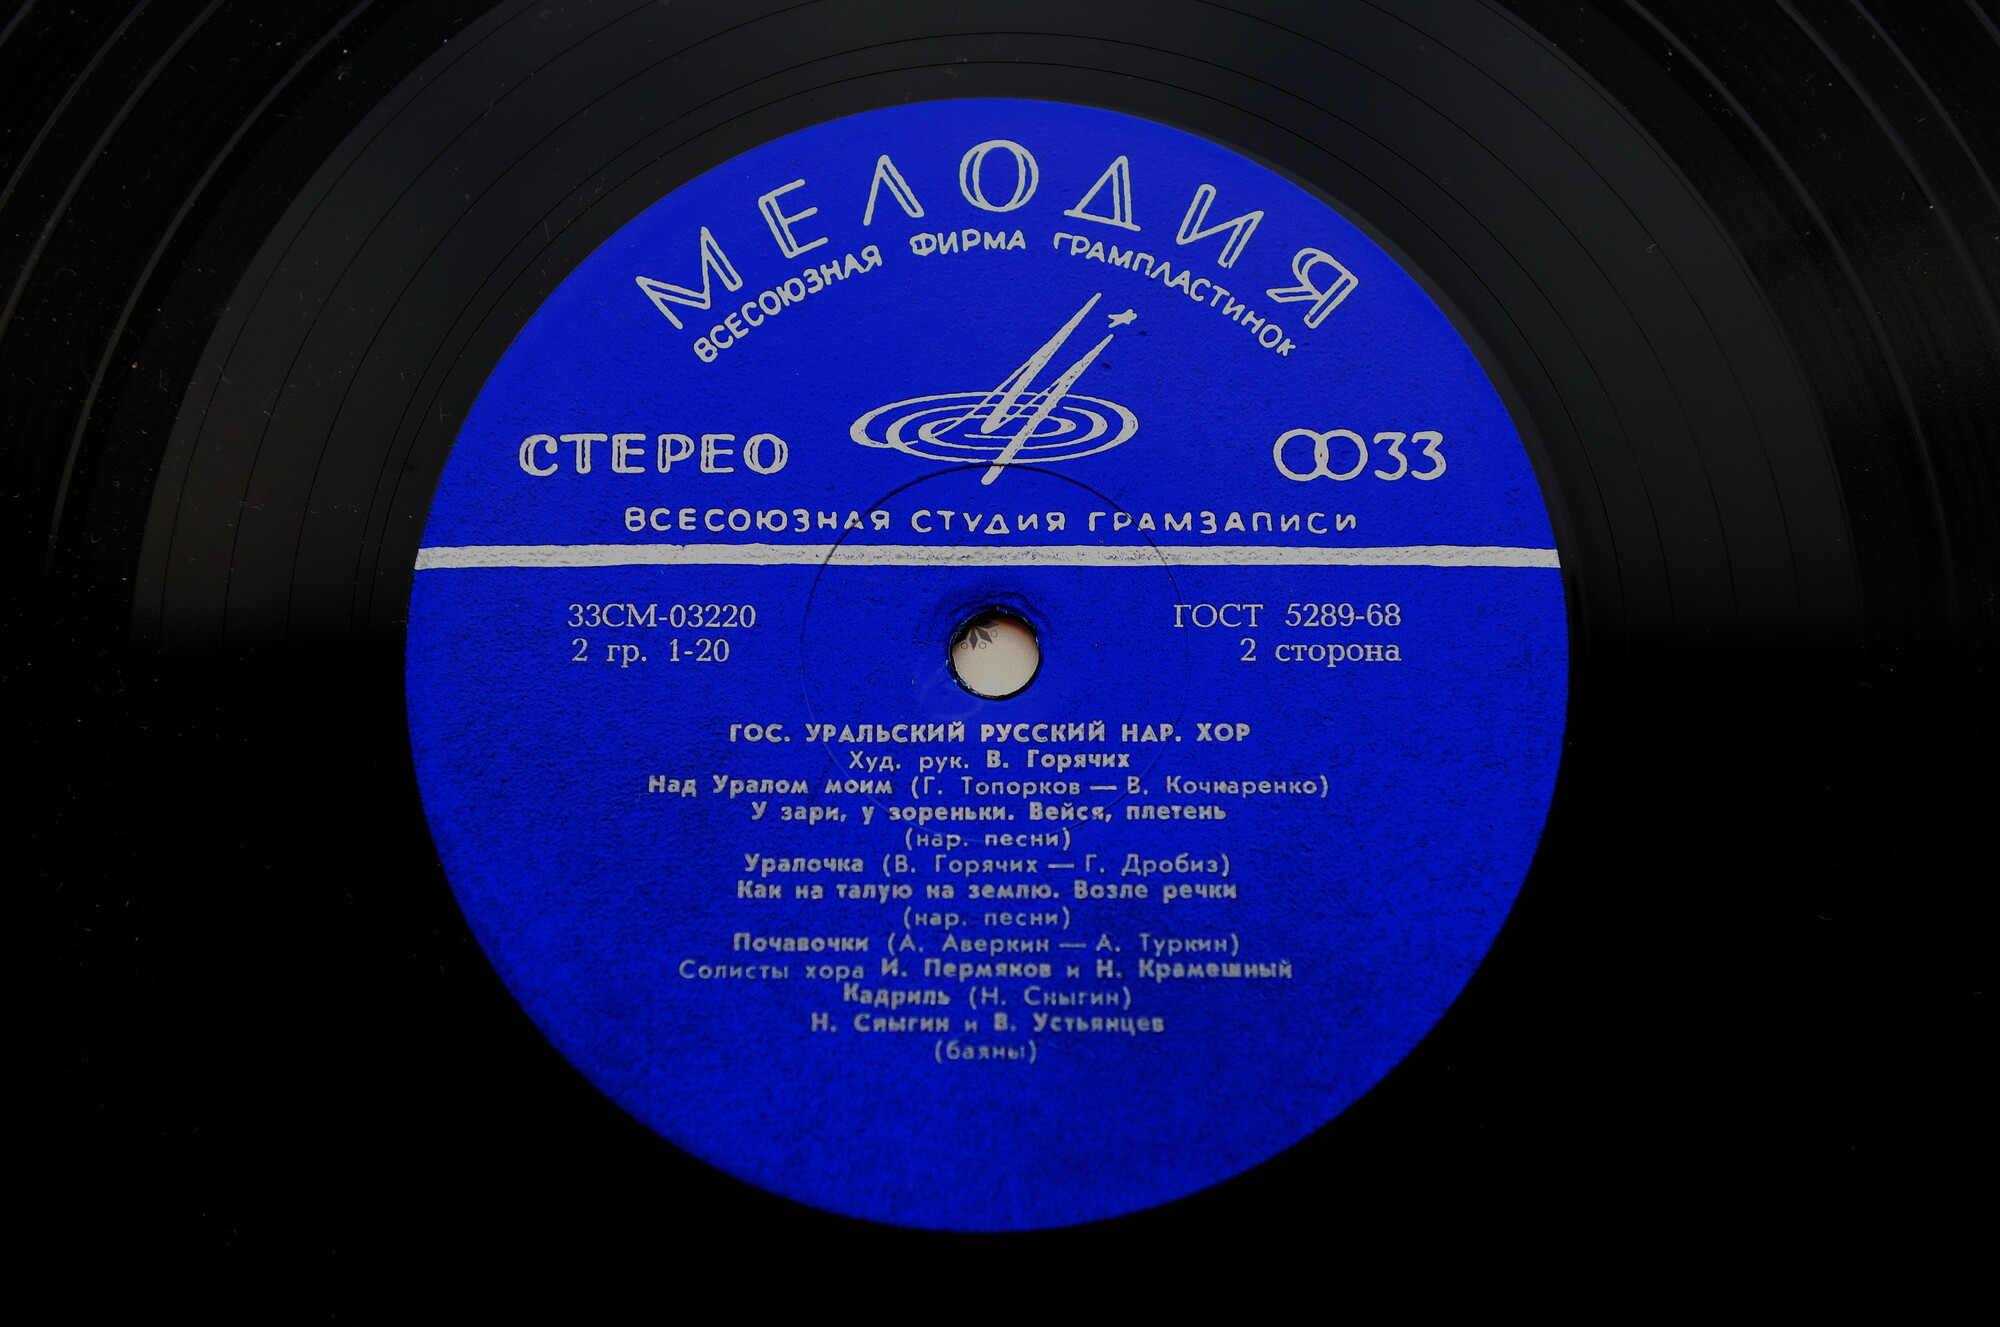 МЕЛОДИЯ
ВСЕСОЮЗНАЯ ФИРМА ГРАМПЛАСТИНОК
СТЕРЕО
33
ВСЕСОЮЗНАЯ СТУДИЯ ГРАМЗАПИСИ
33СМ-03220
ГОСТ 5289-68
2 гр. 1-20
2 сторона
ГОС. УРАЛЬСКИЙ РУССКИЙ НАР. ХОР
Худ. рук. В. Горячих
Над Уралом моим (Г. Топорков — В. Кочкаренко)
У зари, у зореньки. Вейся, плетень
(нар. песни)
Уралочка (В. Горячих — Г. Дробиз)
Как на талую на землю. Возле речки
(нар. песни)
Почавочки (А. Аверкин — А. Туркин)
Солисты хора И. Пермяков и Н. Крамешный
Кадриль (Н. Сныгин)
Н. Сныгин и В. Устьянцев
(баяны)